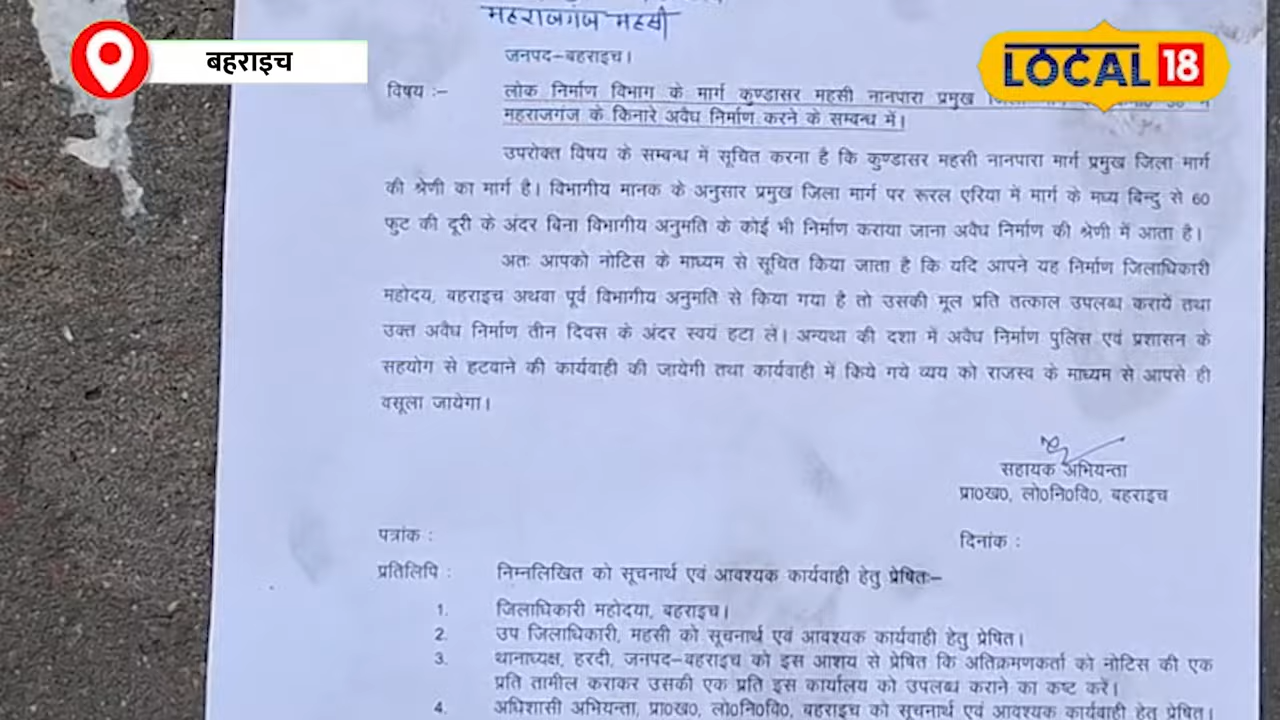 महराजगंज महसी
बहराइच
LOCAL 18
जनपद–बहराइच।
विषय :–
लोक निर्माण विभाग के मार्ग कुण्डासर महसी नानपारा प्रमुख
महराजगंज के किनारे अवैध निर्माण करने के सम्बन्ध में।
उपरोक्त विषय के सम्बन्ध में सूचित करना है कि कुण्डासर महसी नानपारा मार्ग प्रमुख जिला मार्ग
की श्रेणी का मार्ग है। विभागीय मानक के अनुसार प्रमुख जिला मार्ग पर रूरल एरिया में मार्ग के मध्य बिन्दु से 60
फुट की दूरी के अंदर बिना विभागीय अनुमति के कोई भी निर्माण कराया जाना अवैध निर्माण की श्रेणी में आता है।
अतः आपको नोटिस के माध्यम से सूचित किया जाता है कि यदि आपने यह निर्माण जिलाधिकारी
महोदय, बहराइच अथवा पूर्व विभागीय अनुमति से किया गया है तो उसकी मूल प्रति तत्काल उपलब्ध करायें तथा
उक्त अवैध निर्माण तीन दिवस के अंदर स्वयं हटा लें। अन्यथा की दशा में अवैध निर्माण पुलिस एवं प्रशासन के
सहयोग से हटवाने की कार्यवाही की जायेगी तथा कार्यवाही में किये गये व्यय को राजस्व के माध्यम से आपसे ही
वसूला जायेगा।
सहायक अभियन्ता
प्रा0ख0, लो0नि0वि0, बहराइच
पत्रांक :
दिनांक :
प्रतिलिपि :
निम्नलिखित को सूचनार्थ एवं आवश्यक कार्यवाही हेतु प्रेषितः–
1. जिलाधिकारी महोदया, बहराइच।
2. उप जिलाधिकारी, महसी को सूचनार्थ एवं आवश्यक कार्यवाही हेतु प्रेषित।
3. थानाध्यक्ष, हरदी, जनपद–बहराइच को इस आशय से प्रेषित कि अतिक्रमणकर्ता को नोटिस की एक
प्रति तामील कराकर उसकी एक प्रति इस कार्यालय को उपलब्ध कराने का कष्ट करें।
4. अधिशासी अभियन्ता, प्रा0ख0, लो0नि0वि0, बहराइच को सूचनार्थ एवं आवश्यक कार्यवाही हेतु प्रेषित।